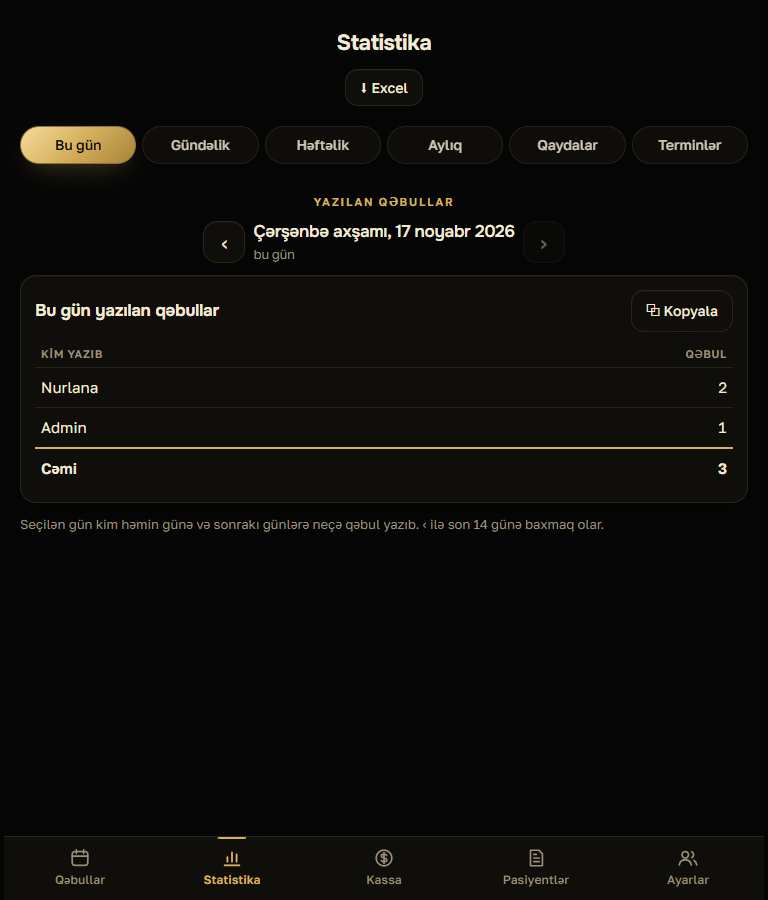 Statistika
⬇ Excel
Bu gün Gündəlik Həftəlik Aylıq Qaydalar Terminlər
YAZILAN QƏBULLAR
‹ Çərşənbə axşamı, 17 noyabr 2026 ›
bu gün
Bu gün yazılan qəbullar
Kopyala
KİM YAZIB QƏBUL
Nurlana 2
Admin 1
Cəmi 3
Seçilən gün kim həmin günə və sonrakı günlərə neçə qəbul yazıb. ‹ ilə son 14 günə baxmaq olar.
Qəbullar Statistika Kassa Pasiyentlər Ayarlar